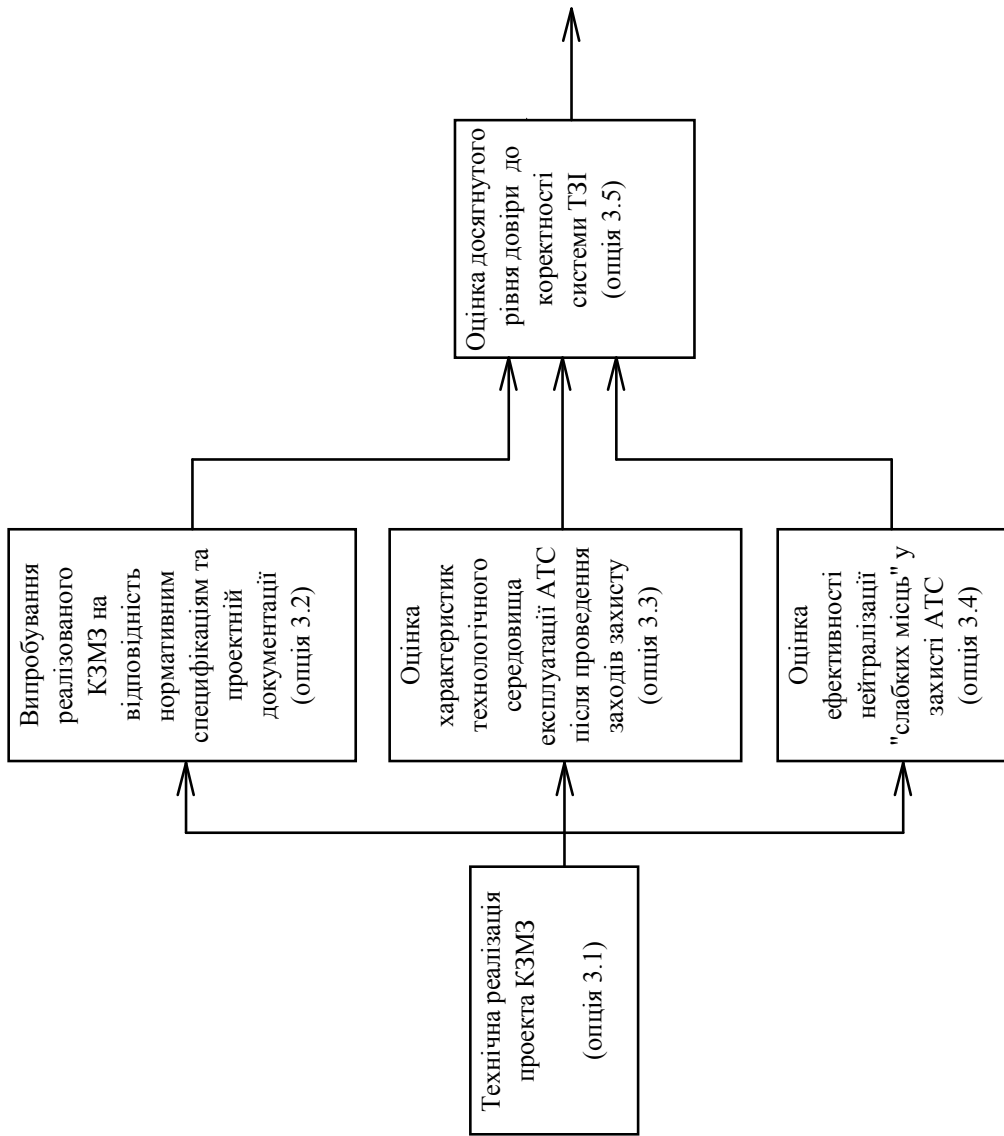 Технічна реалізація
проекта КЗМЗ
(опція 3.1)
Випробування
реалізованого
КЗМЗ на
відповідність
нормативним
специфікаціям та
проектній
документації
(опція 3.2)
Оцінка
характеристик
технологічного
середовища
експлуатації АТС
після проведення
заходів захисту
(опція 3.3)
Оцінка
ефективності
нейтралізації
"слабких місць" у
захисті АТС
(опція 3.4)
Оцінка досягнутого
рівня довіри до
коректності
системи ТЗІ
(опція 3.5)